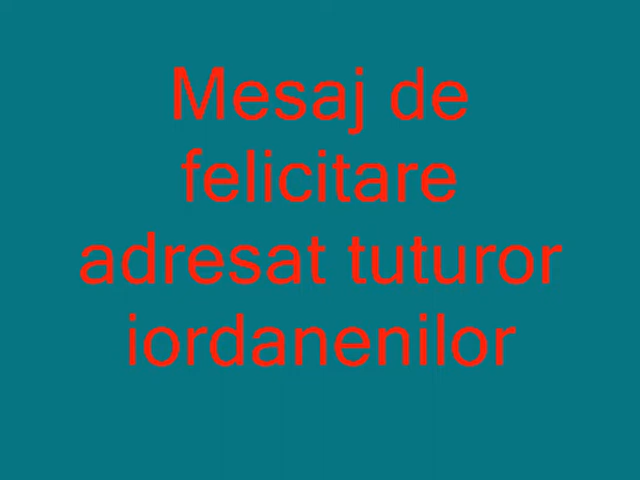 Mesaj de
felicitare
adresat tuturor
iordanenilor